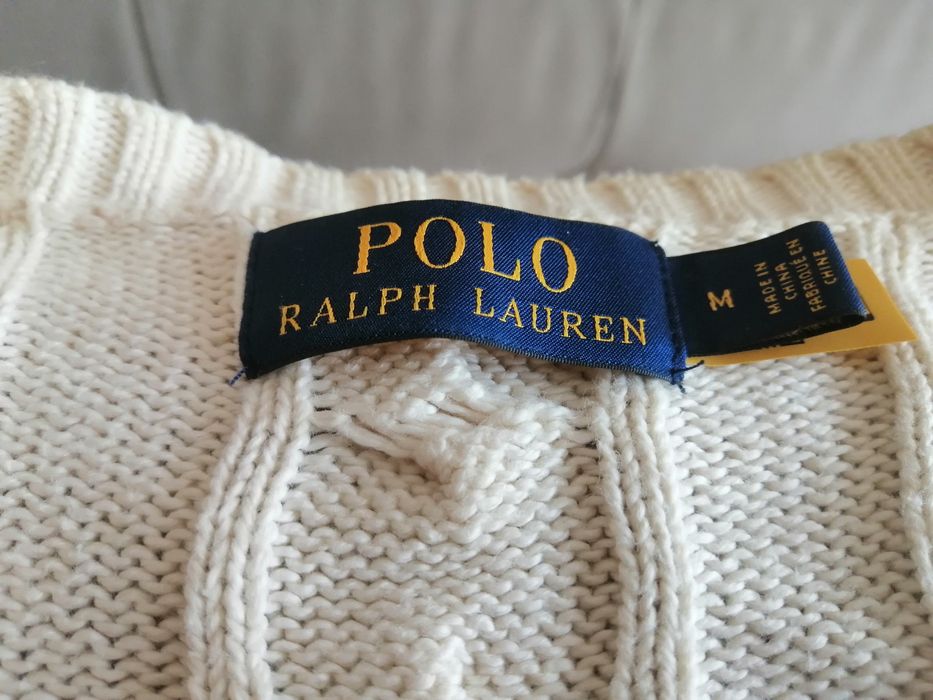 POLO
RALPH LAUREN
M
MADE IN
CHINA
FABRIQUÉ EN
CHINE